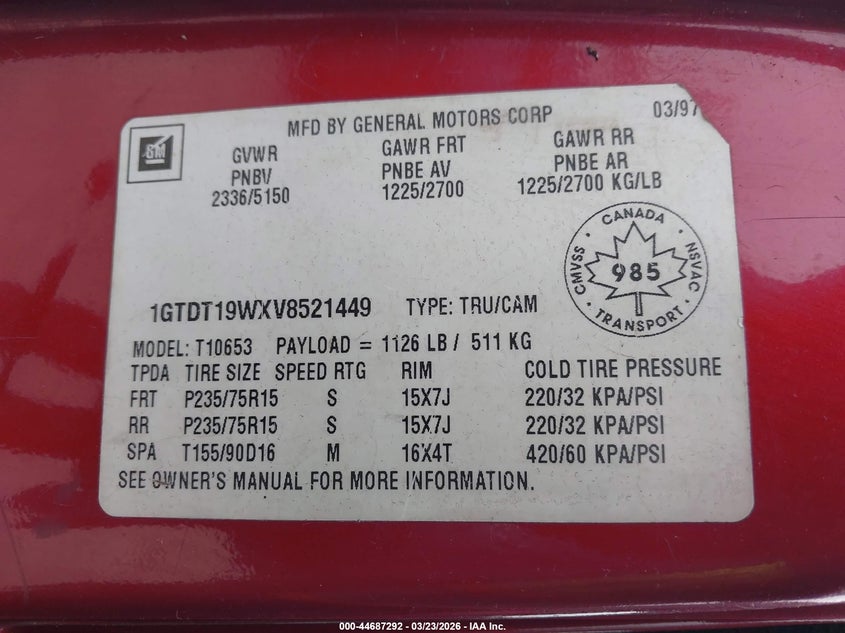 MFD BY GENERAL MOTORS CORP 03/97
GM
GVWR GAWR FRT GAWR RR
PNBV PNBE AV PNBE AR
2336/5150 1225/2700 1225/2700 KG/LB
CANADA
CMVSS · 985 · NSVAC
TRANSPORT
1GTDT19WXV8521449 TYPE: TRU/CAM
MODEL: T10653 PAYLOAD = 1126 LB / 511 KG
TPDA TIRE SIZE SPEED RTG RIM COLD TIRE PRESSURE
FRT P235/75R15 S 15X7J 220/32 KPA/PSI
RR P235/75R15 S 15X7J 220/32 KPA/PSI
SPA T155/90D16 M 16X4T 420/60 KPA/PSI
SEE OWNER'S MANUAL FOR MORE INFORMATION.
000-44687292 - 03/23/2026 - IAA Inc.